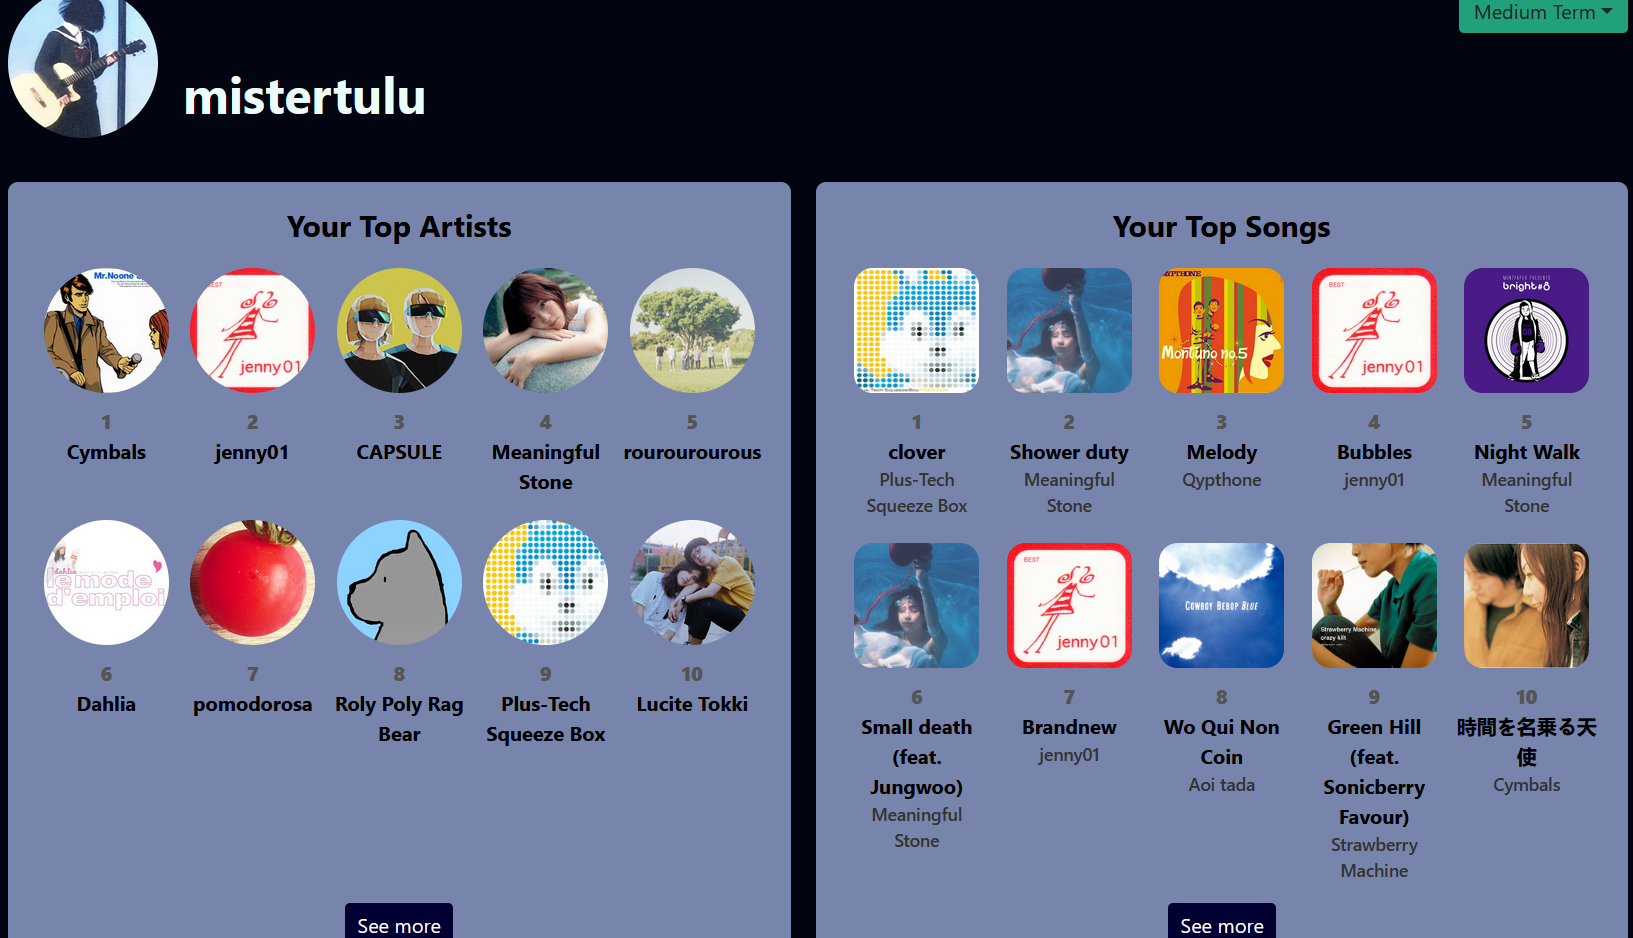 Medium Term
mistertulu
Your Top Artists
Mr.Noone
BEST
jenny01
1
Cymbals
2
jenny01
3
CAPSULE
4
Meaningful
Stone
5
rourourourous
dahlia
le mode
d'emploi
6
Dahlia
7
pomodorosa
8
Roly Poly Rag
Bear
9
Plus-Tech
Squeeze Box
10
Lucite Tokki
See more
Your Top Songs
QYPTHONE
Montuno no.5
BEST
jenny01
MONIPAPER PRESENTS
bright#8
1
clover
Plus-Tech
Squeeze Box
2
Shower duty
Meaningful
Stone
3
Melody
Qypthone
4
Bubbles
jenny01
5
Night Walk
Meaningful
Stone
BEST
jenny01
COWBOY BEBOP BLUE
Strawberry Machine
crazy kilt
6
Small death
(feat.
Jungwoo)
Meaningful
Stone
7
Brandnew
jenny01
8
Wo Qui Non
Coin
Aoi tada
9
Green Hill
(feat.
Sonicberry
Favour)
Strawberry
Machine
10
時間を名乗る天
使
Cymbals
See more